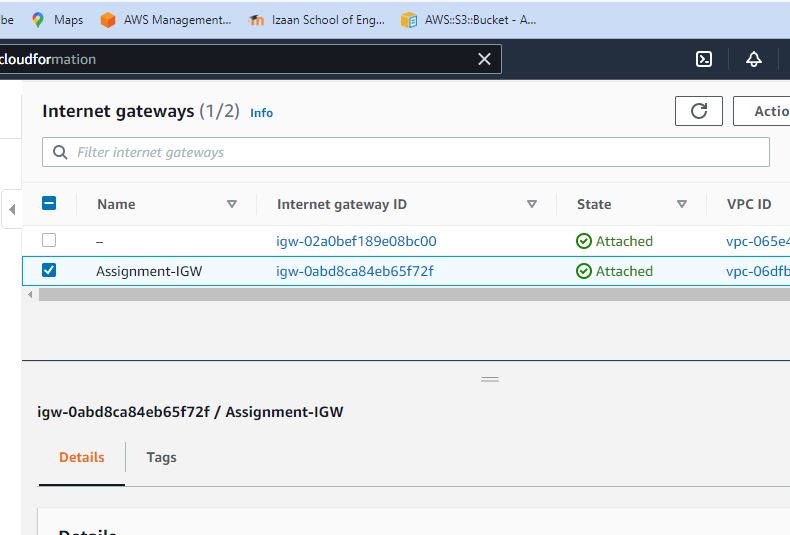 be Maps AWS Management... Izaan School of Eng... AWS::S3::Bucket - A...
cloudformation
Internet gateways (1/2) Info
Actio
Filter internet gateways
Name Internet gateway ID State VPC ID
– igw-02a0bef189e08bc00 Attached vpc-065e4
Assignment-IGW igw-0abd8ca84eb65f72f Attached vpc-06dfb
igw-0abd8ca84eb65f72f / Assignment-IGW
Details Tags
Details